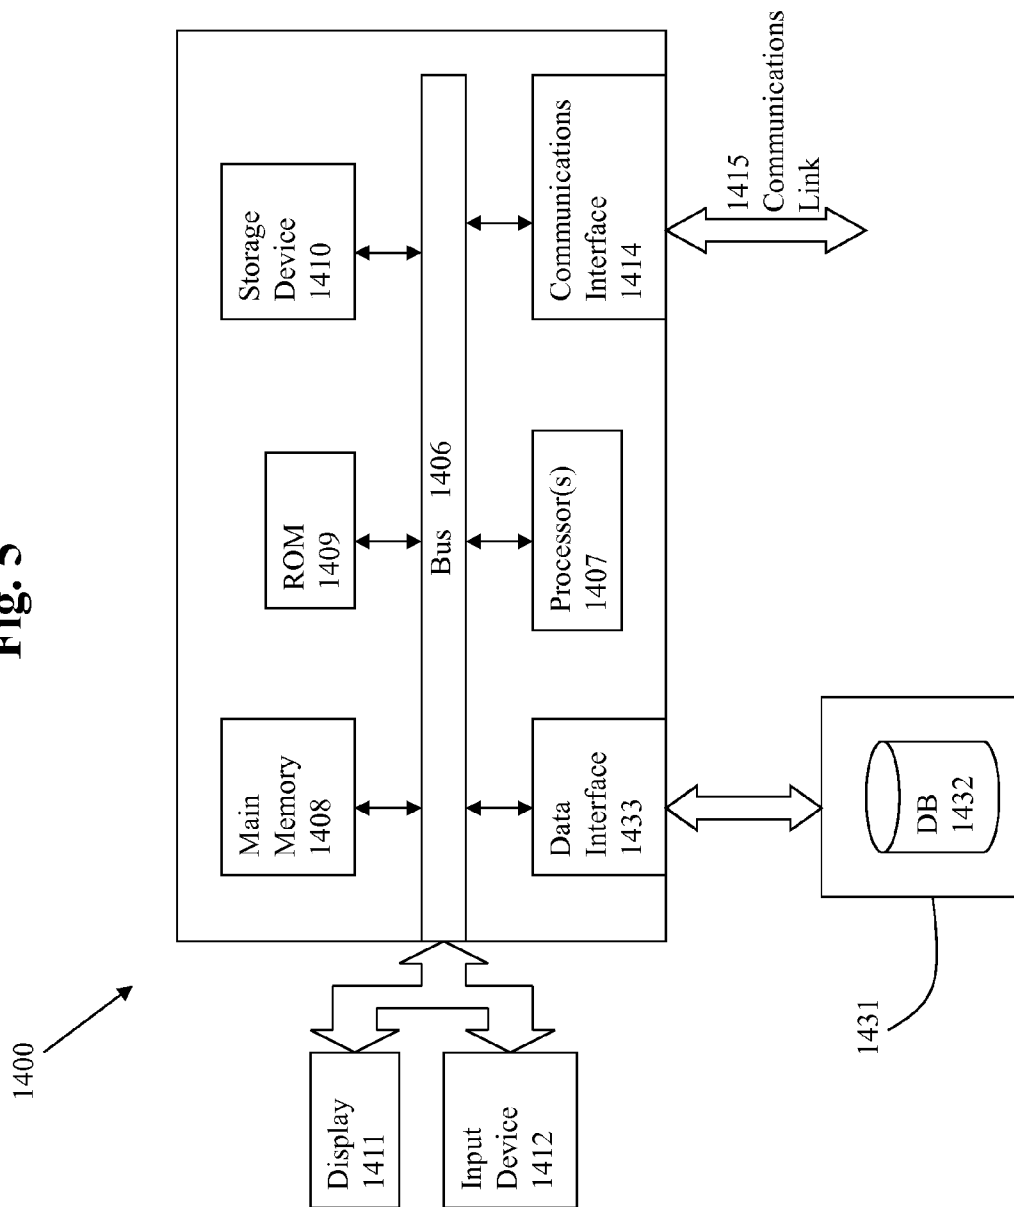 Fig.
1400
Main
Memory
1408
ROM
1409
Storage
Device
1410
Display
1411
Bus 1406
Input
Device
1412
Data
Interface
1433
Processor(s)
1407
Communications
Interface
1414
1415
Communications
Link
1431
DB
1432